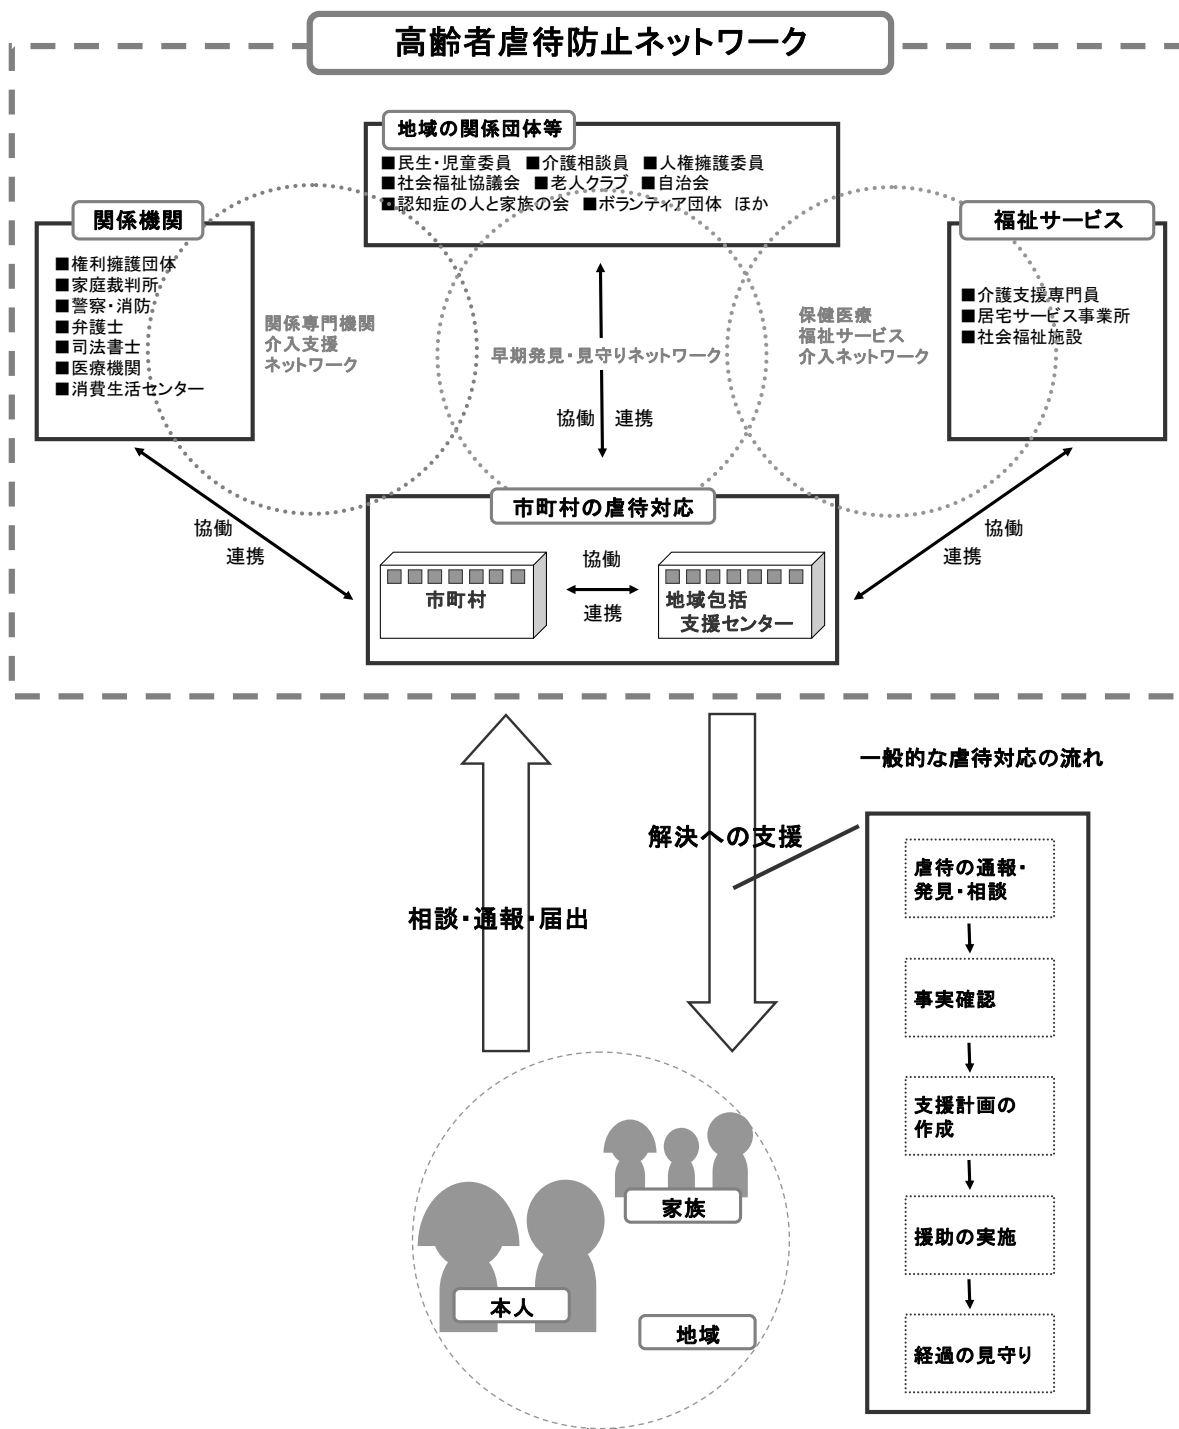 高齢者虐待防止ネットワーク
地域の関係団体等
■民生・児童委員 ■介護相談員 ■人権擁護委員
■社会福祉協議会 ■老人クラブ ■自治会
■認知症の人と家族の会 ■ボランティア団体 ほか
関係機関
■権利擁護団体
■家庭裁判所
■警察・消防
■弁護士
■司法書士
■医療機関
■消費生活センター
関係専門機関
介入支援
ネットワーク
早期発見・見守りネットワーク
保健医療
福祉サービス
介入ネットワーク
福祉サービス
■介護支援専門員
■居宅サービス事業所
■社会福祉施設
協働 連携
協働
連携
協働
連携
市町村の虐待対応
市町村
協働
連携
地域包括
支援センター
相談・通報・届出
解決への支援
一般的な虐待対応の流れ
虐待の通報・
発見・相談
事実確認
支援計画の
作成
援助の実施
経過の見守り
家族
本人
地域